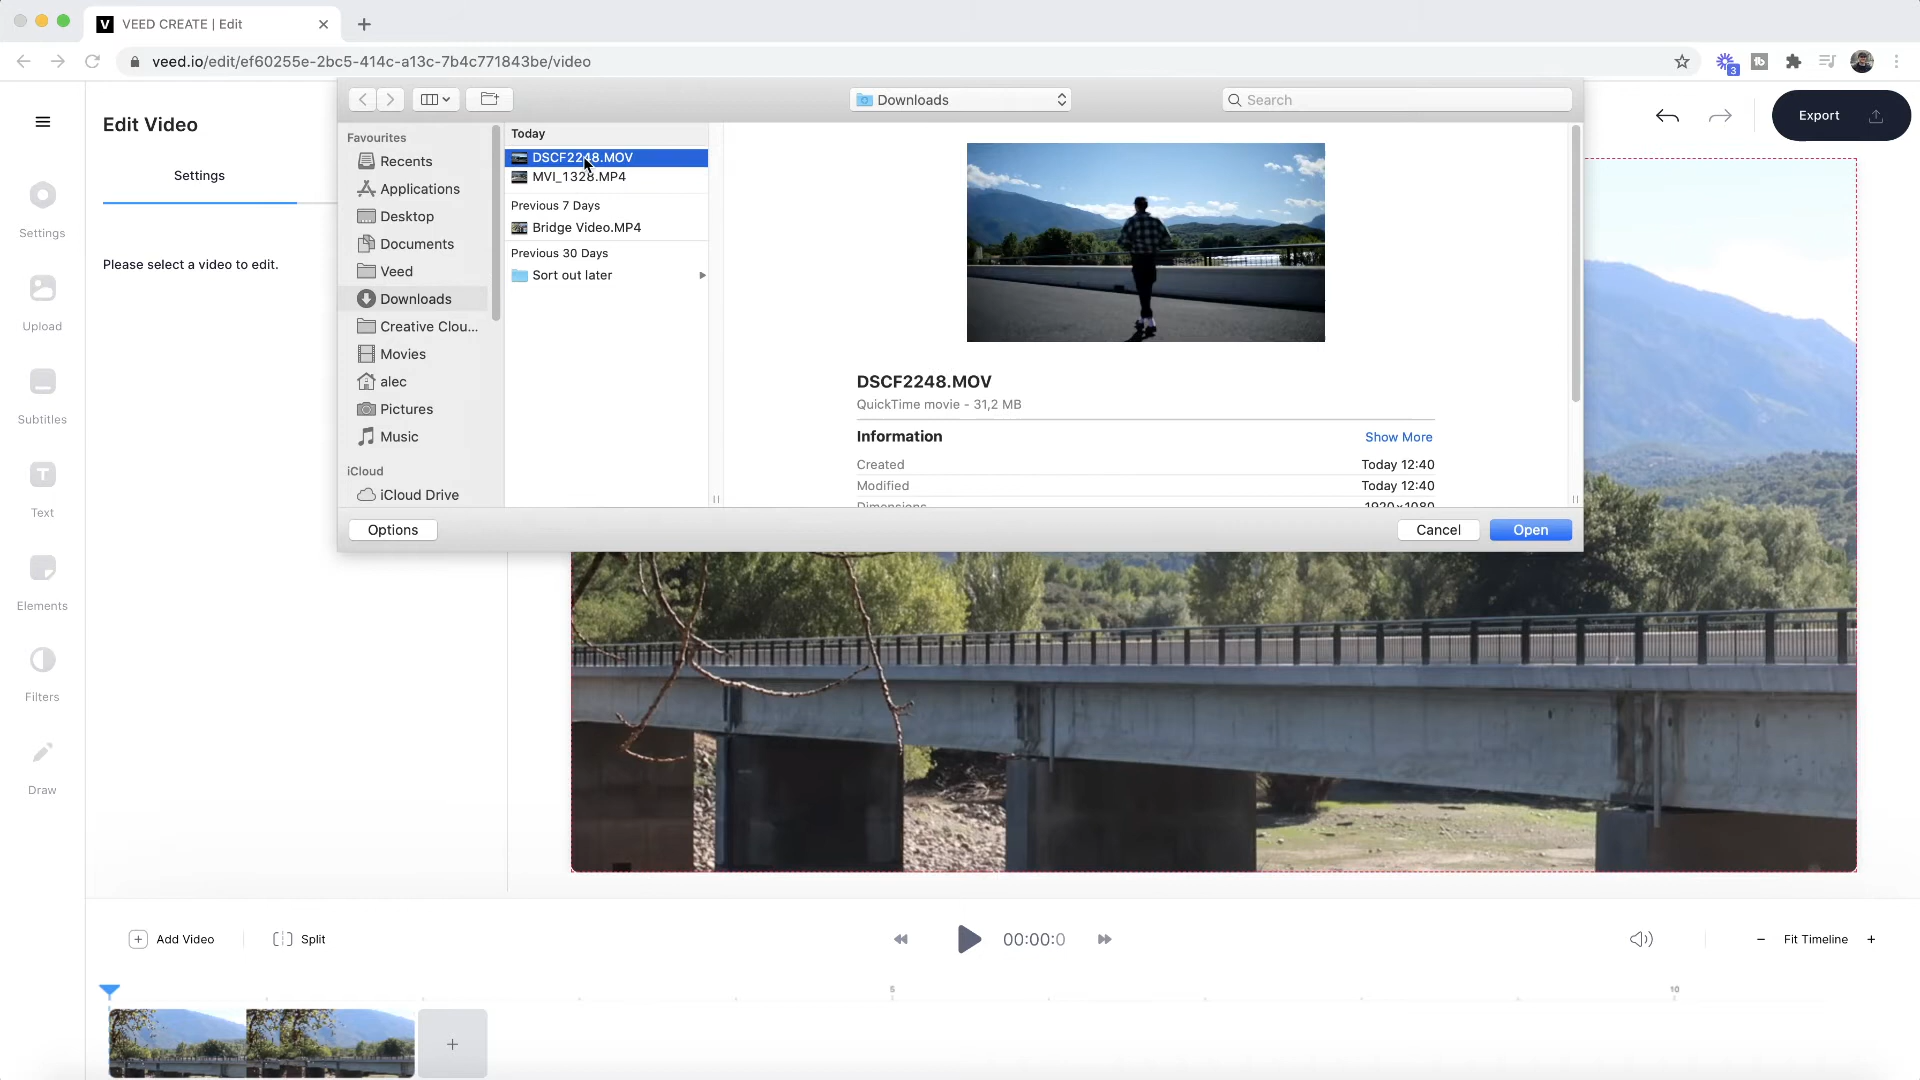 VEED CREATE | Edit
veed.io/edit/ef60255e-2bc5-414c-a13c-7b4c771843be/video
3
Downloads
Search
Edit Video
Settings
Please select a video to edit.
Settings
Upload
Subtitles
Text
Elements
Filters
Draw
Favourites
Recents
Applications
Desktop
Documents
Veed
Downloads
Creative Clou...
Movies
alec
Pictures
Music
iCloud
iCloud Drive
Today
DSCF2248.MOV
MVI_1328.MP4
Previous 7 Days
Bridge Video.MP4
Previous 30 Days
Sort out later
DSCF2248.MOV
QuickTime movie - 31,2 MB
Information Show More
Created Today 12:40
Modified Today 12:40
Dimensions 1920×1080
Options
Cancel Open
Export
Add Video
Split
00:00:0
Fit Timeline
5
10